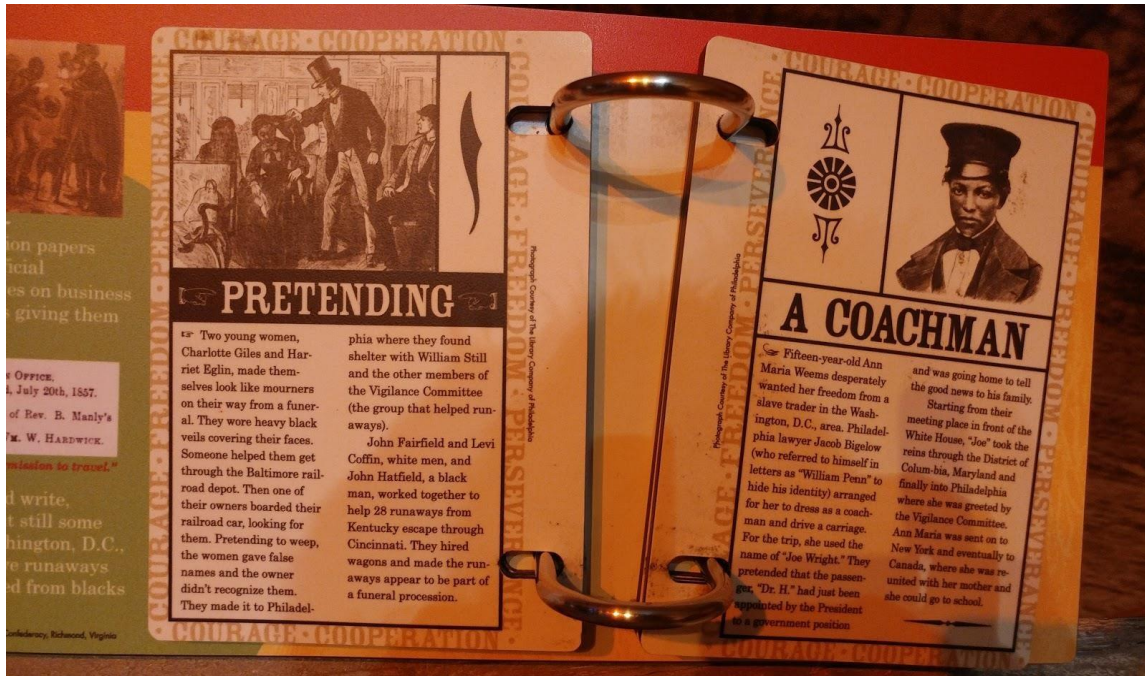 ion papers
icial
es on business
s giving them
N OFFICE,
July 20th, 1857.
of Rev. B. Manly's
M. W. HARDWICK.
mission to travel."
d write,
t still some
hington, D.C.,
e runaways
ed from blacks
Confederacy, Richmond, Virginia
COURAGE · COOPERATION
FREEDOM · PERSEVERANCE
COURAGE · FREEDOM · PERSEVERANCE
COURAGE · COOPERATION
PRETENDING
☞ Two young women,
Charlotte Giles and Har-
riet Eglin, made them-
selves look like mourners
on their way from a funer-
al. They wore heavy black
veils covering their faces.
Someone helped them get
through the Baltimore rail-
road depot. Then one of
their owners boarded their
railroad car, looking for
them. Pretending to weep,
the women gave false
names and the owner
didn't recognize them.
They made it to Philadel-
phia where they found
shelter with William Still
and the other members of
the Vigilance Committee
(the group that helped run-
aways).
John Fairfield and Levi
Coffin, white men, and
John Hatfield, a black
man, worked together to
help 28 runaways from
Kentucky escape through
Cincinnati. They hired
wagons and made the run-
aways appear to be part of
a funeral procession.
Photograph Courtesy of The Library Company of Philadelphia
Photograph Courtesy of The Library Company of Philadelphia
COURAGE · COOPERATION
FREEDOM · PERSEVERANCE
COURAGE · FREEDOM · PERSEVERANCE
COURAGE · COOPERATION
A COACHMAN
☞ Fifteen-year-old Ann
Maria Weems desperately
wanted her freedom from a
slave trader in the Wash-
ington, D.C., area. Philadel-
phia lawyer Jacob Bigelow
(who referred to himself in
letters as "William Penn" to
hide his identity) arranged
for her to dress as a coach-
man and drive a carriage.
For the trip, she used the
name of "Joe Wright." They
pretended that the passen-
ger, "Dr. H." had just been
appointed by the President
to a government position
and was going home to tell
the good news to his family.
Starting from their
meeting place in front of the
White House, "Joe" took the
reins through the District of
Colum-bia, Maryland and
finally into Philadelphia
where she was greeted by
the Vigilance Committee.
Ann Maria was sent on to
New York and eventually to
Canada, where she was re-
united with her mother and
she could go to school.